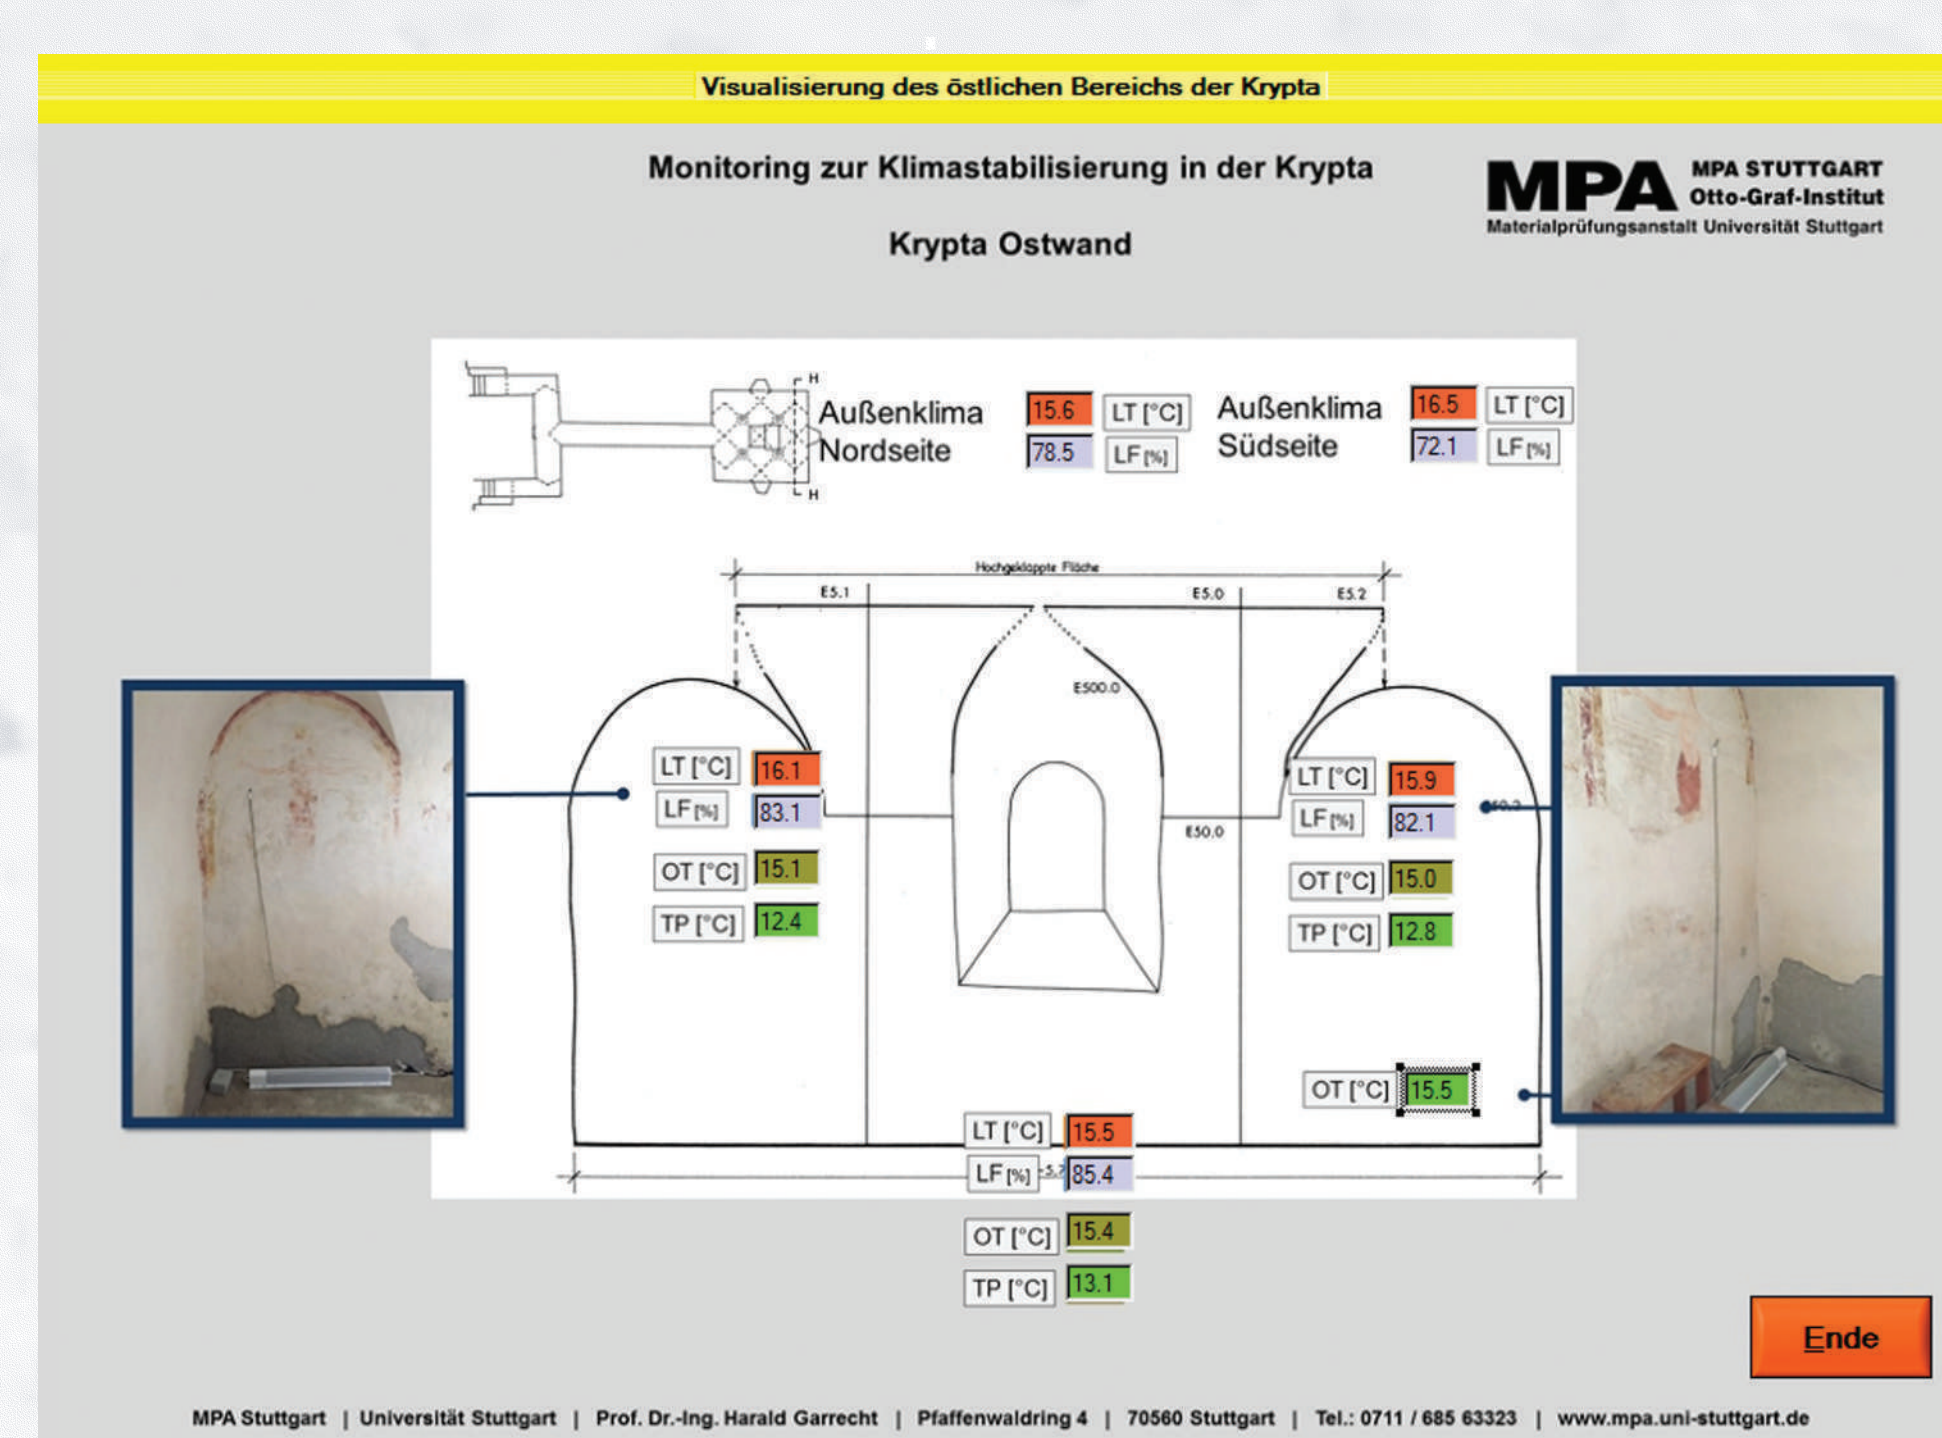 Visualisierung des östlichen Bereichs der Krypta
Monitoring zur Klimastabilisierung in der Krypta
Krypta Ostwand
MPA
MPA STUTTGART
Otto-Graf-Institut
Materialprüfungsanstalt Universität Stuttgart
H
H
Außenklima
Nordseite
15.6 LT [°C]
78.5 LF [%]
Außenklima
Südseite
16.5 LT [°C]
72.1 LF [%]
Hochgeklappte Fläche
E5.1
E5.0
E5.2
E500.0
E50.0
LT [°C] 16.1
LF [%] 83.1
OT [°C] 15.1
TP [°C] 12.4
LT [°C] 15.9
LF [%] 82.1
OT [°C] 15.0
TP [°C] 12.8
OT [°C] 15.5
LT [°C] 15.5
LF [%] 85.4
OT [°C] 15.4
TP [°C] 13.1
Ende
MPA Stuttgart | Universität Stuttgart | Prof. Dr.-Ing. Harald Garrecht | Pfaffenwaldring 4 | 70560 Stuttgart | Tel.: 0711 / 685 63323 | www.mpa.uni-stuttgart.de